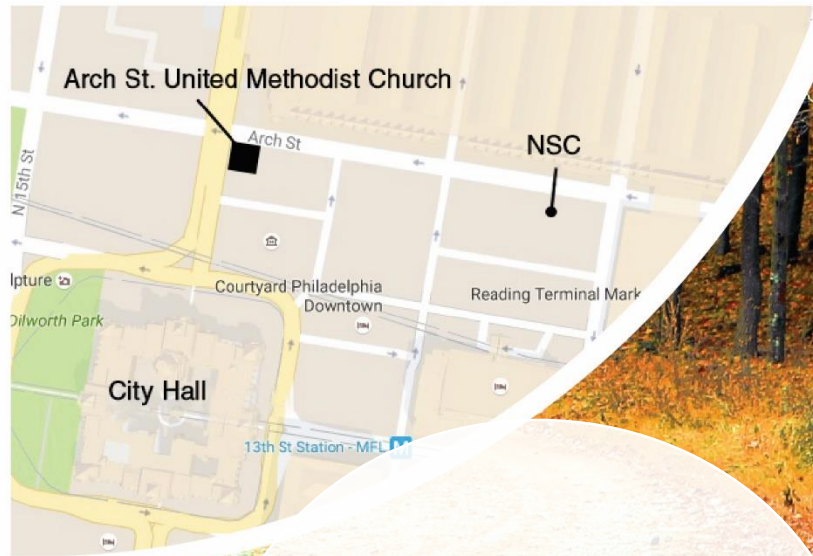 Arch St. United Methodist Church
Arch St
NSC
N 15th St
lpture
Courtyard Philadelphia
Downtown
Reading Terminal Mark
Dilworth Park
City Hall
13th St Station - MFL
M